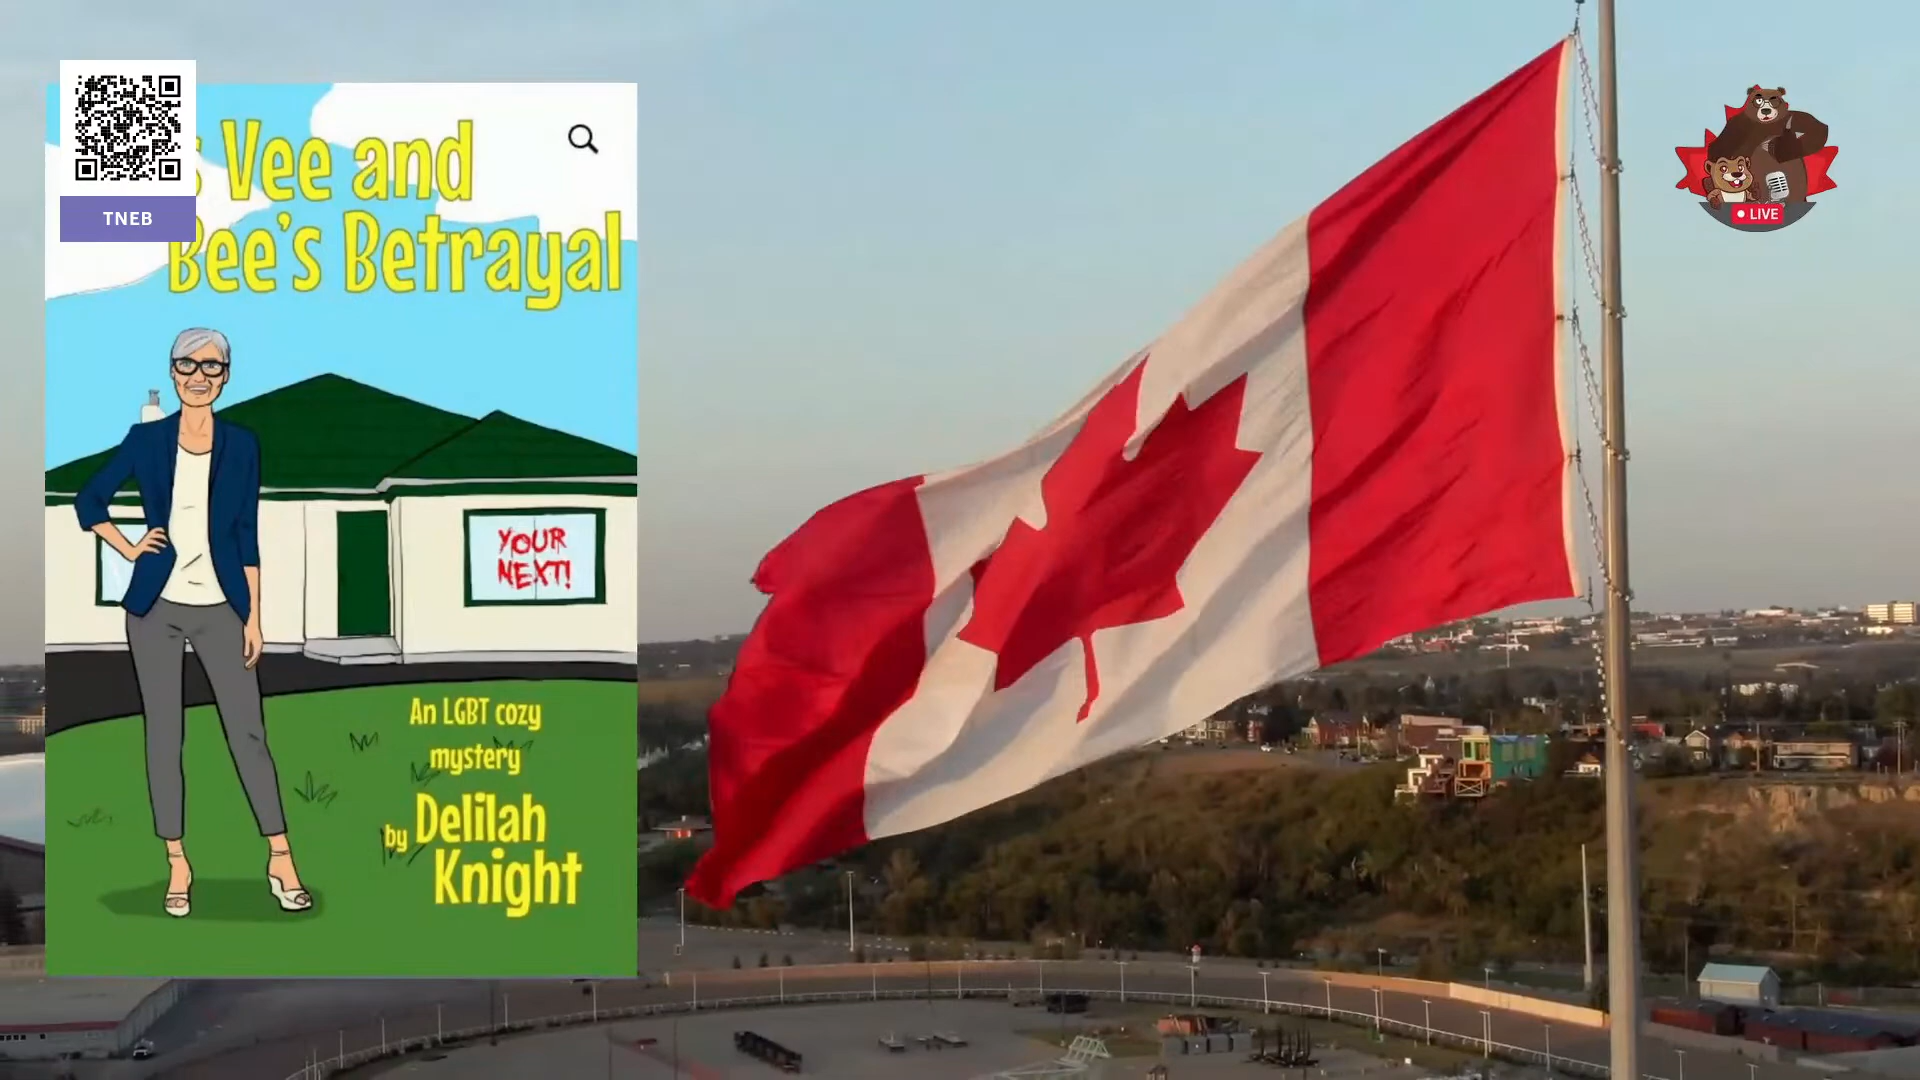 TNEB
Vee and
Bee's Betrayal
YOUR
NEXT!
An LGBT cozy
mystery
by Delilah
Knight
LIVE